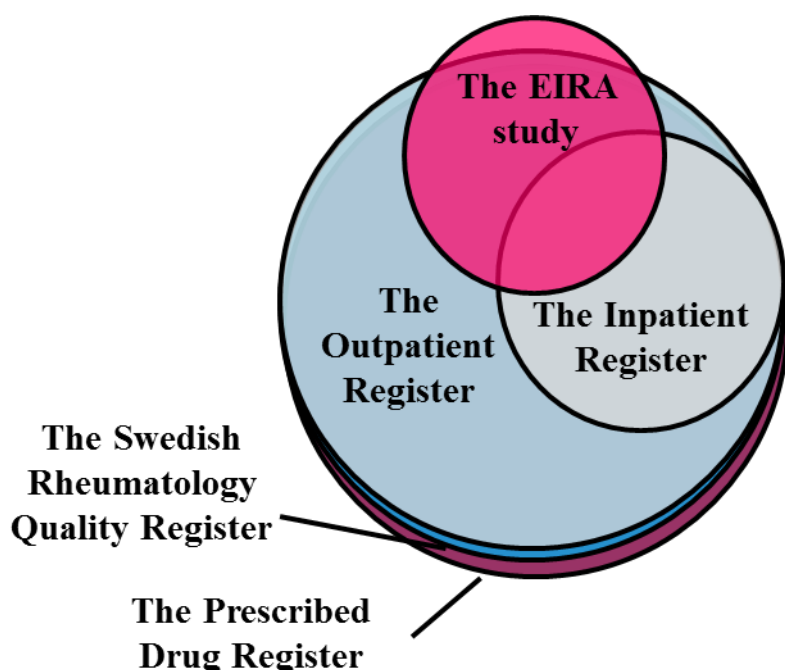 The EIRA
study
The
Outpatient
Register
The Inpatient
Register
The Swedish
Rheumatology
Quality Register
The Prescribed
Drug Register